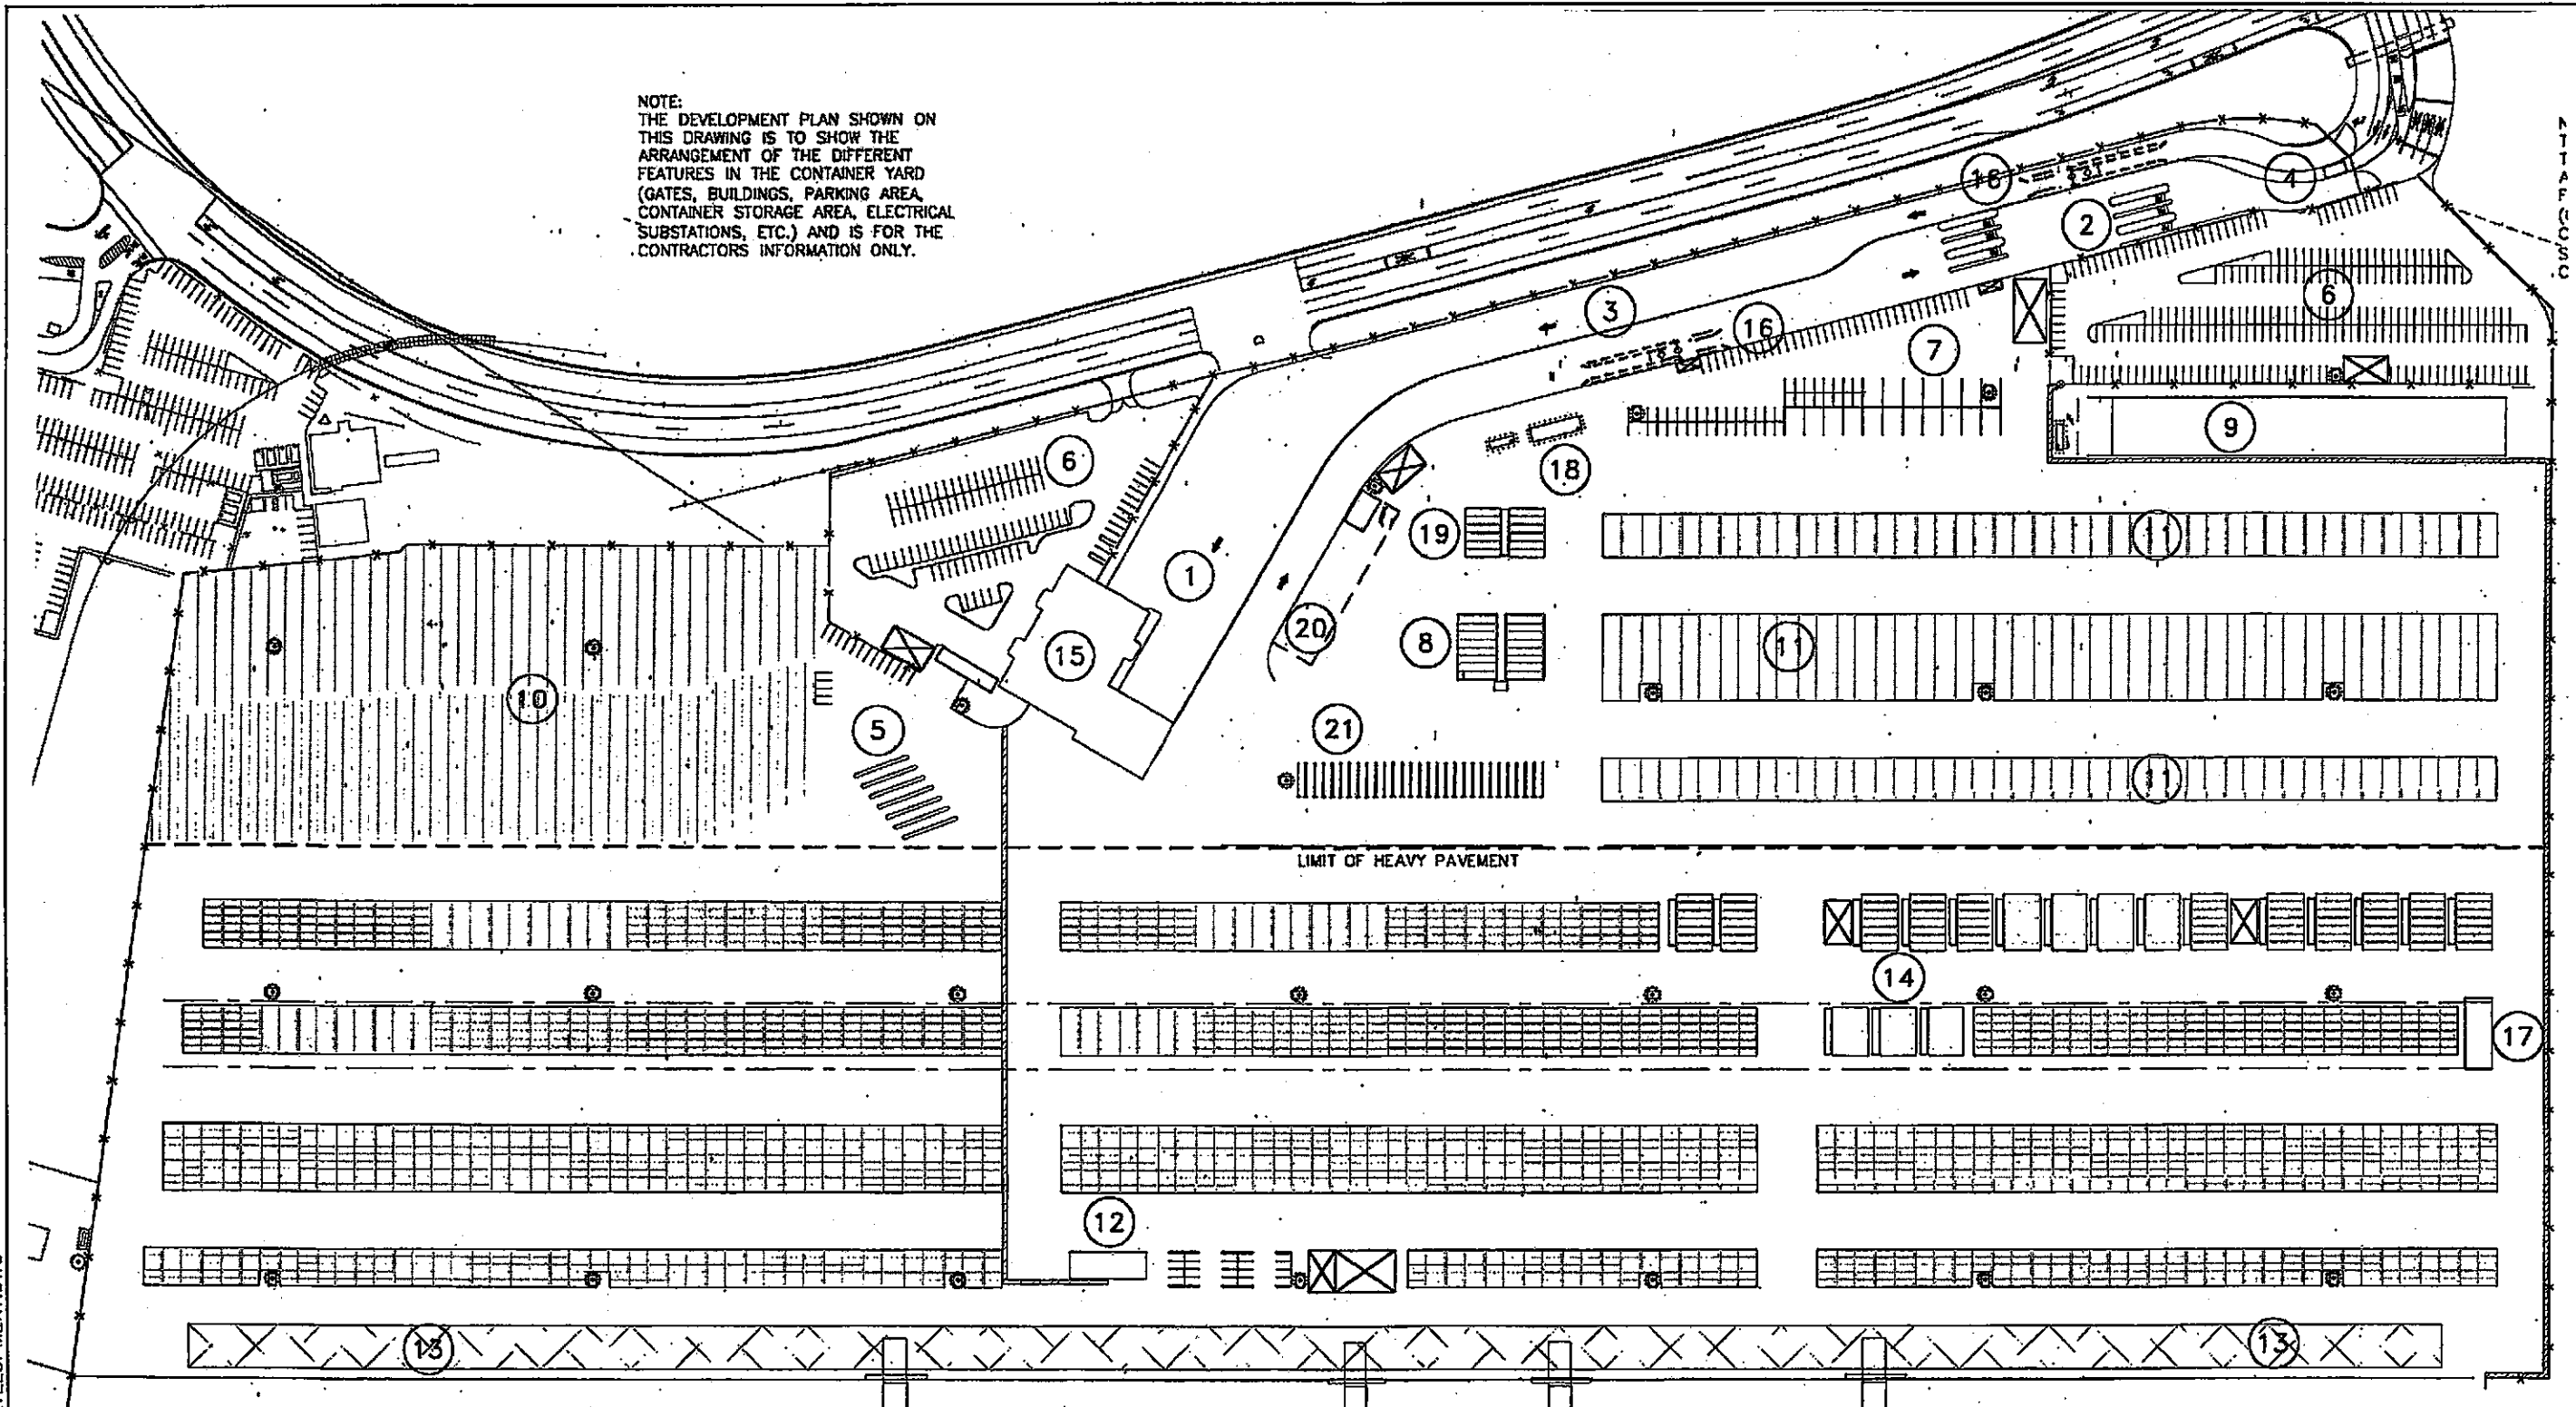 NOTE:
THE DEVELOPMENT PLAN SHOWN ON
THIS DRAWING IS TO SHOW THE
ARRANGEMENT OF THE DIFFERENT
FEATURES IN THE CONTAINER YARD
(GATES, BUILDINGS, PARKING AREA,
CONTAINER STORAGE AREA, ELECTRICAL
SUBSTATIONS, ETC.) AND IS FOR THE
CONTRACTORS INFORMATION ONLY.
16
4
2
6
3
16
7
9
6
18
19
11
1
20
8
11
15
10
5
21
11
LIMIT OF HEAVY PAVEMENT
14
17
12
13
13